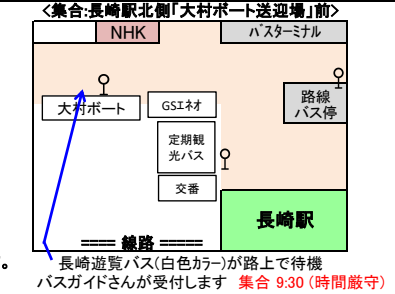 <集合:長崎駅北側「大村ボート送迎場」前>
NHK
バスターミナル
大村ボート
GSエネオ
路線
バス停
定期観
光バス
交番
長崎駅
==== 線路 =====
。
長崎遊覧バス(白色カラー)が路上で待機
バスガイドさんが受付します 集合 9:30 (時間厳守)